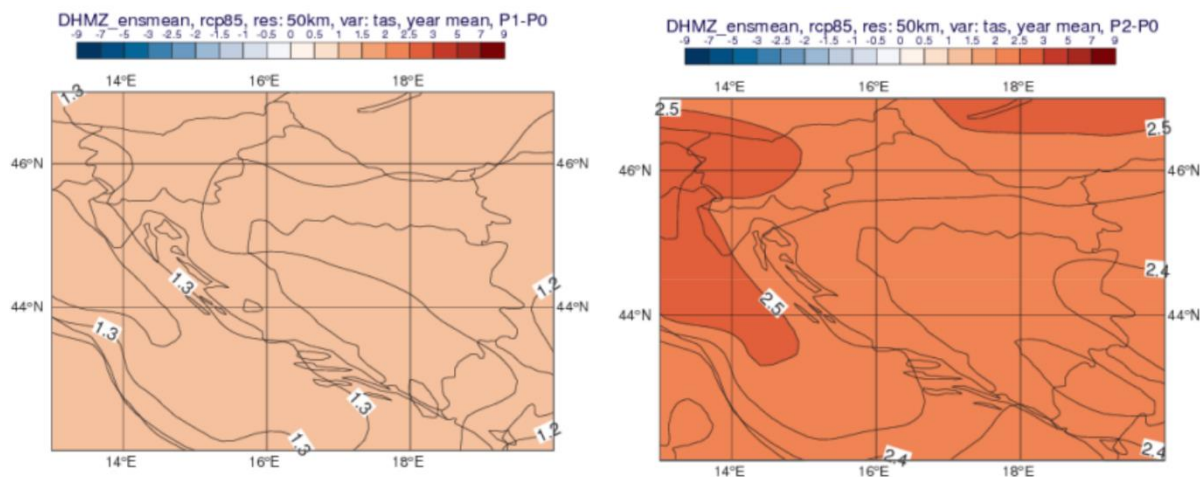 DHMZ_ensmean, rcp85, res: 50km, var: tas, year mean, P1-P0
-9 -7 -5 -3 -2.5 -2 -1.5 -1 -0.5 0 0.5 1 1.5 2 2.5 3 5 7 9
14°E 16°E 18°E
1.3
46°N 46°N
1.3
1.2
44°N 44°N
1.3
1.3
1.3
1.2
14°E 16°E 18°E
DHMZ_ensmean, rcp85, res: 50km, var: tas, year mean, P2-P0
-9 -7 -5 -3 -2.5 -2 -1.5 -1 -0.5 0 0.5 1 1.5 2 2.5 3 5 7 9
14°E 16°E 18°E
2.5
2.5
46°N 46°N
2.4
2.5
44°N 44°N
2.4
2.4
14°E 16°E 18°E